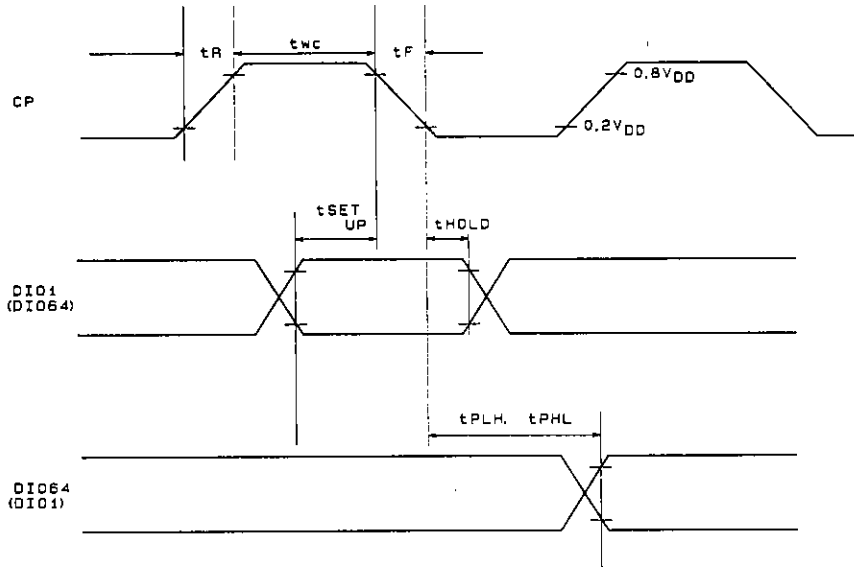 tR
twc
tF
CP
0.8VDD
0.2VDD
tSET
UP
tHOLD
DIO1
(DIO64)
tPLH. tPHL
DIO64
(DIO1)